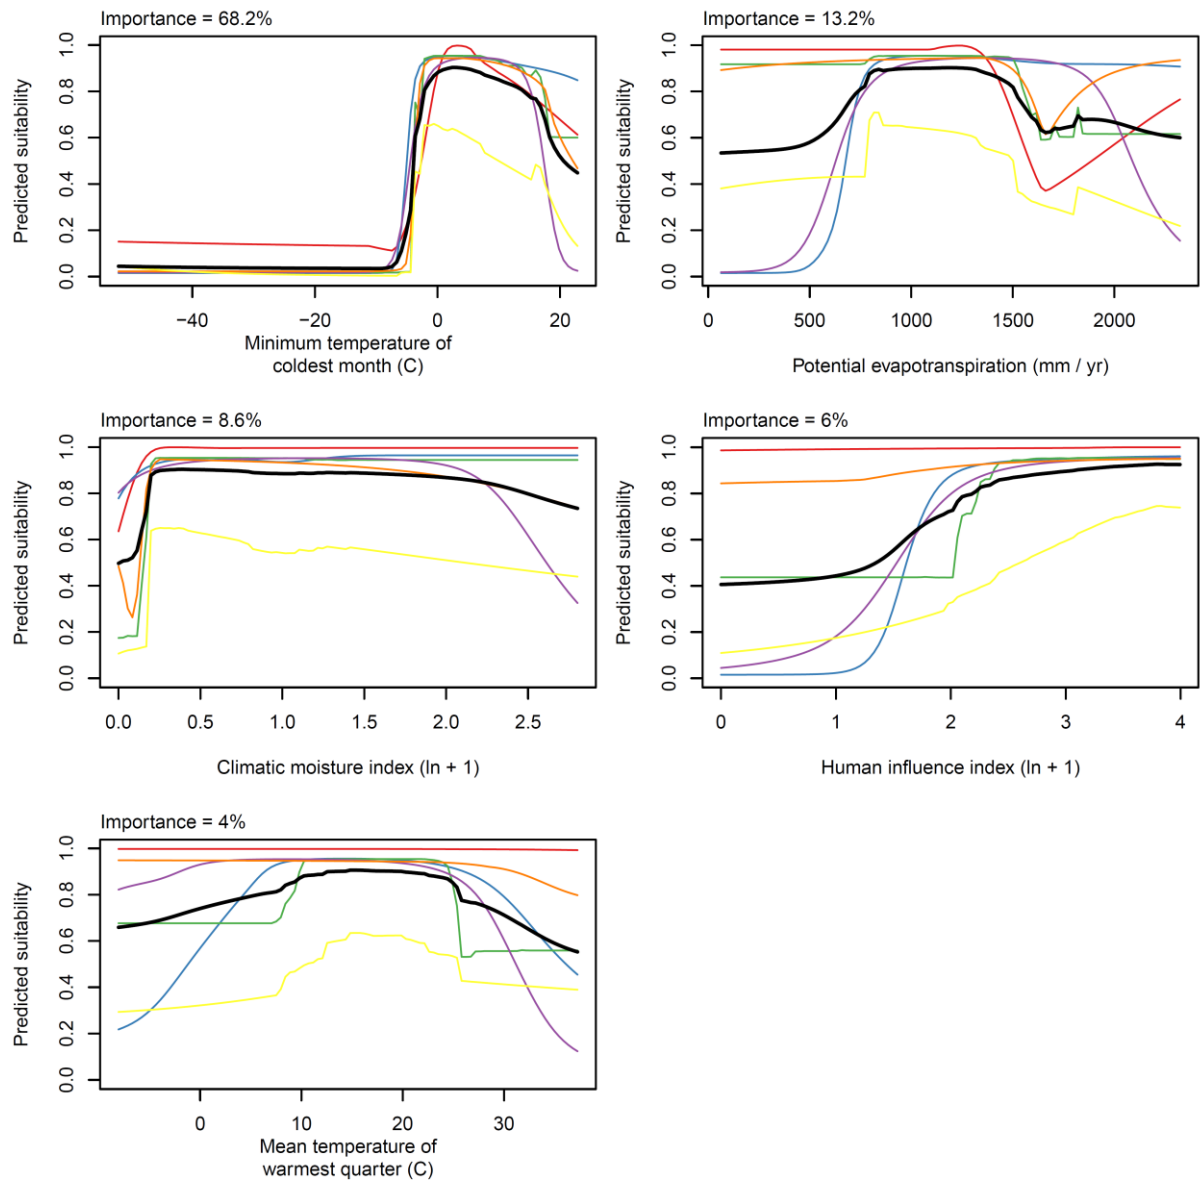 Importance = 68.2%
Predicted suitability
0.0 0.2 0.4 0.6 0.8 1.0
−40 −20 0 20
Minimum temperature of
coldest month (C)
Importance = 13.2%
Predicted suitability
0.0 0.2 0.4 0.6 0.8 1.0
0 500 1000 1500 2000
Potential evapotranspiration (mm / yr)
Importance = 8.6%
Predicted suitability
0.0 0.2 0.4 0.6 0.8 1.0
0.0 0.5 1.0 1.5 2.0 2.5
Climatic moisture index (ln + 1)
Importance = 6%
Predicted suitability
0.0 0.2 0.4 0.6 0.8 1.0
0 1 2 3 4
Human influence index (ln + 1)
Importance = 4%
Predicted suitability
0.0 0.2 0.4 0.6 0.8 1.0
0 10 20 30
Mean temperature of
warmest quarter (C)